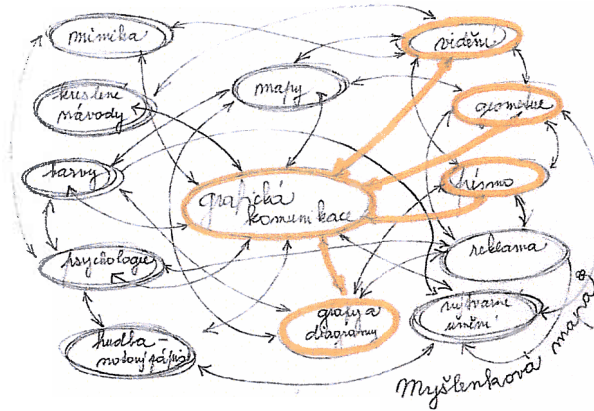 mimika
vidění
mapy
kreslené
návody
geometrie
barvy
písmo
grafická
komunikace
reklama
psychologie
grafy a
diagramy
výtvarné
umění
hudba -
notový zápis
Myšlenková mapa